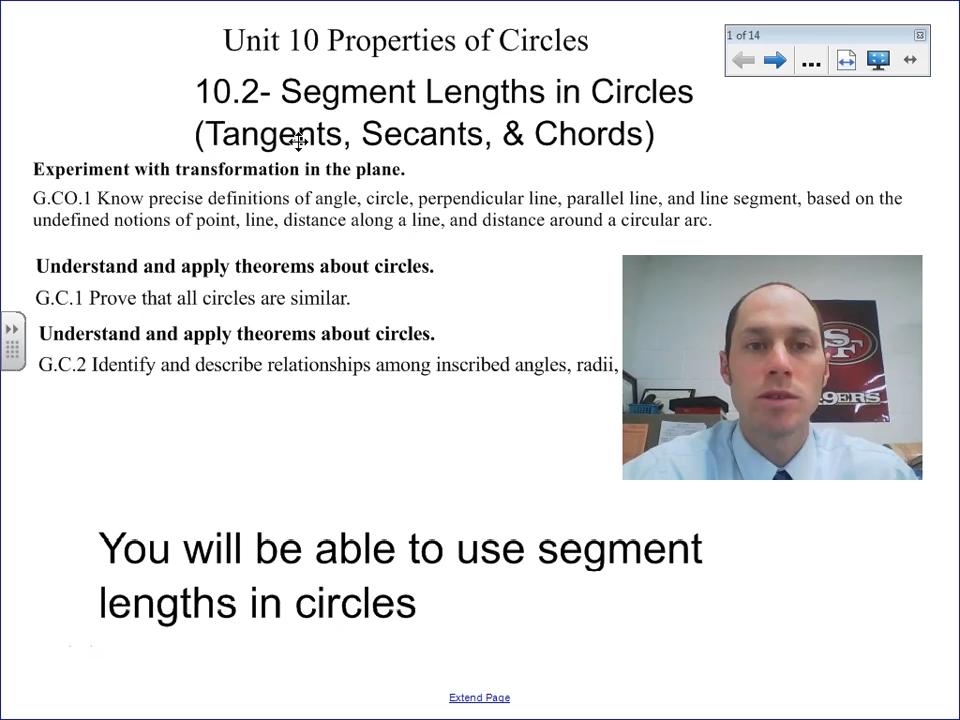 Unit 10 Properties of Circles
1 of 14
10.2- Segment Lengths in Circles
(Tangents, Secants, & Chords)
Experiment with transformation in the plane.
G.CO.1 Know precise definitions of angle, circle, perpendicular line, parallel line, and line segment, based on the
undefined notions of point, line, distance along a line, and distance around a circular arc.
Understand and apply theorems about circles.
G.C.1 Prove that all circles are similar.
Understand and apply theorems about circles.
G.C.2 Identify and describe relationships among inscribed angles, radii,
SF
49ERS
You will be able to use segment
lengths in circles
Extend Page